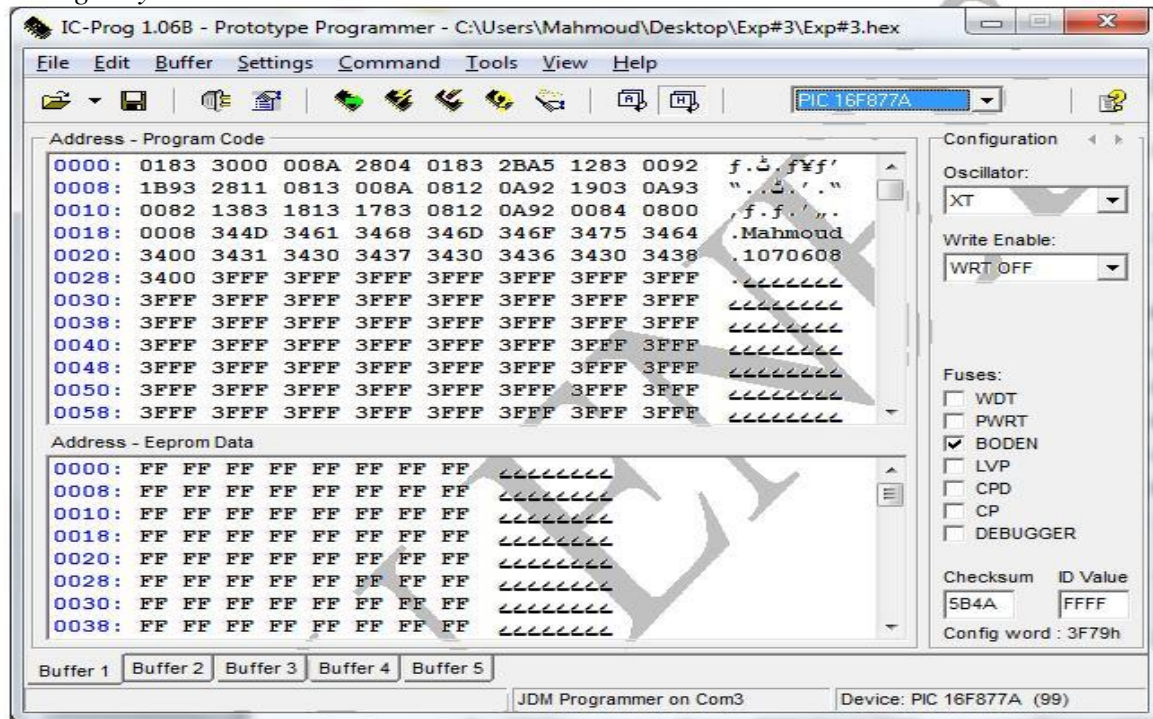 IC-Prog 1.06B - Prototype Programmer - C:\Users\Mahmoud\Desktop\Exp#3\Exp#3.hex
File Edit Buffer Settings Command Tools View Help
PIC 16F877A
Address - Program Code
0000: 0183 3000 008A 2804 0183 2BA5 1283 0092
0008: 1B93 2811 0813 008A 0812 0A92 1903 0A93
0010: 0082 1383 1813 1783 0812 0A92 0084 0800
0018: 0008 344D 3461 3468 346D 346F 3475 3464 .Mahmoud
0020: 3400 3431 3430 3437 3430 3436 3430 3438 .1070608
0028: 3400 3FFF 3FFF 3FFF 3FFF 3FFF 3FFF 3FFF
0030: 3FFF 3FFF 3FFF 3FFF 3FFF 3FFF 3FFF 3FFF
0038: 3FFF 3FFF 3FFF 3FFF 3FFF 3FFF 3FFF 3FFF
0040: 3FFF 3FFF 3FFF 3FFF 3FFF 3FFF 3FFF 3FFF
0048: 3FFF 3FFF 3FFF 3FFF 3FFF 3FFF 3FFF 3FFF
0050: 3FFF 3FFF 3FFF 3FFF 3FFF 3FFF 3FFF 3FFF
0058: 3FFF 3FFF 3FFF 3FFF 3FFF 3FFF 3FFF 3FFF
Address - Eeprom Data
0000: FF FF FF FF FF FF FF FF
0008: FF FF FF FF FF FF FF FF
0010: FF FF FF FF FF FF FF FF
0018: FF FF FF FF FF FF FF FF
0020: FF FF FF FF FF FF FF FF
0028: FF FF FF FF FF FF FF FF
0030: FF FF FF FF FF FF FF FF
0038: FF FF FF FF FF FF FF FF
Configuration
Oscillator:
XT
Write Enable:
WRT OFF
Fuses:
WDT
PWRT
BODEN
LVP
CPD
CP
DEBUGGER
Checksum ID Value
5B4A FFFF
Config word : 3F79h
Buffer 1 Buffer 2 Buffer 3 Buffer 4 Buffer 5
JDM Programmer on Com3 Device: PIC 16F877A (99)